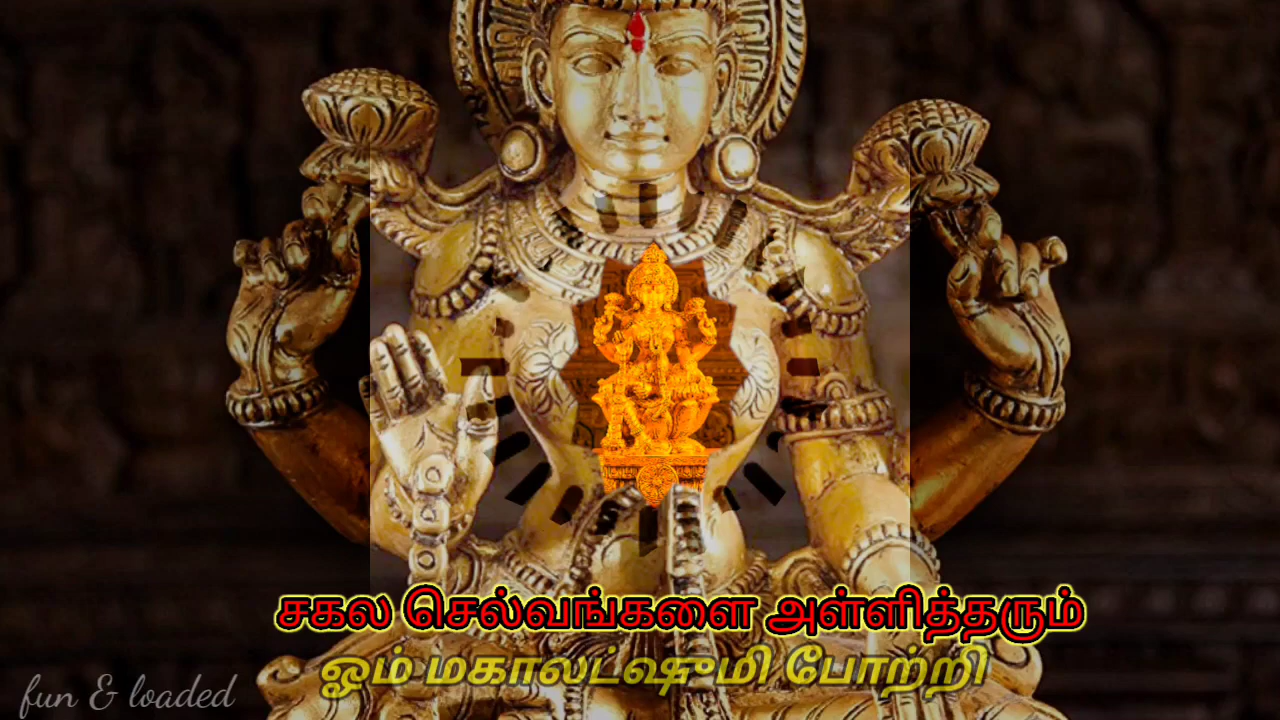 சகல செல்வங்களை அள்ளித்தரும்
ஓம் மகாலட்ஷுமி போற்றி
fun & loaded